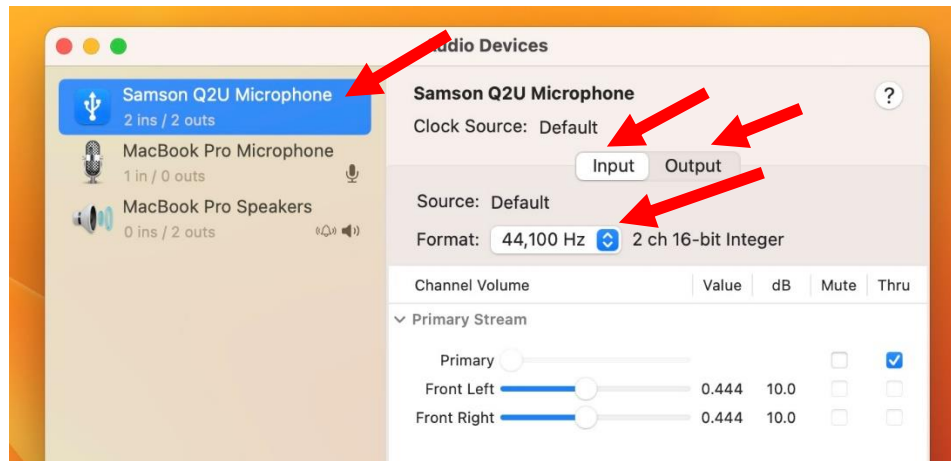 udio Devices
Samson Q2U Microphone
2 ins / 2 outs
MacBook Pro Microphone
1 in / 0 outs
MacBook Pro Speakers
0 ins / 2 outs
Samson Q2U Microphone
?
Clock Source: Default
Input Output
Source: Default
Format: 44,100 Hz 2 ch 16-bit Integer
Channel Volume Value dB Mute Thru
Primary Stream
Primary
Front Left 0.444 10.0
Front Right 0.444 10.0